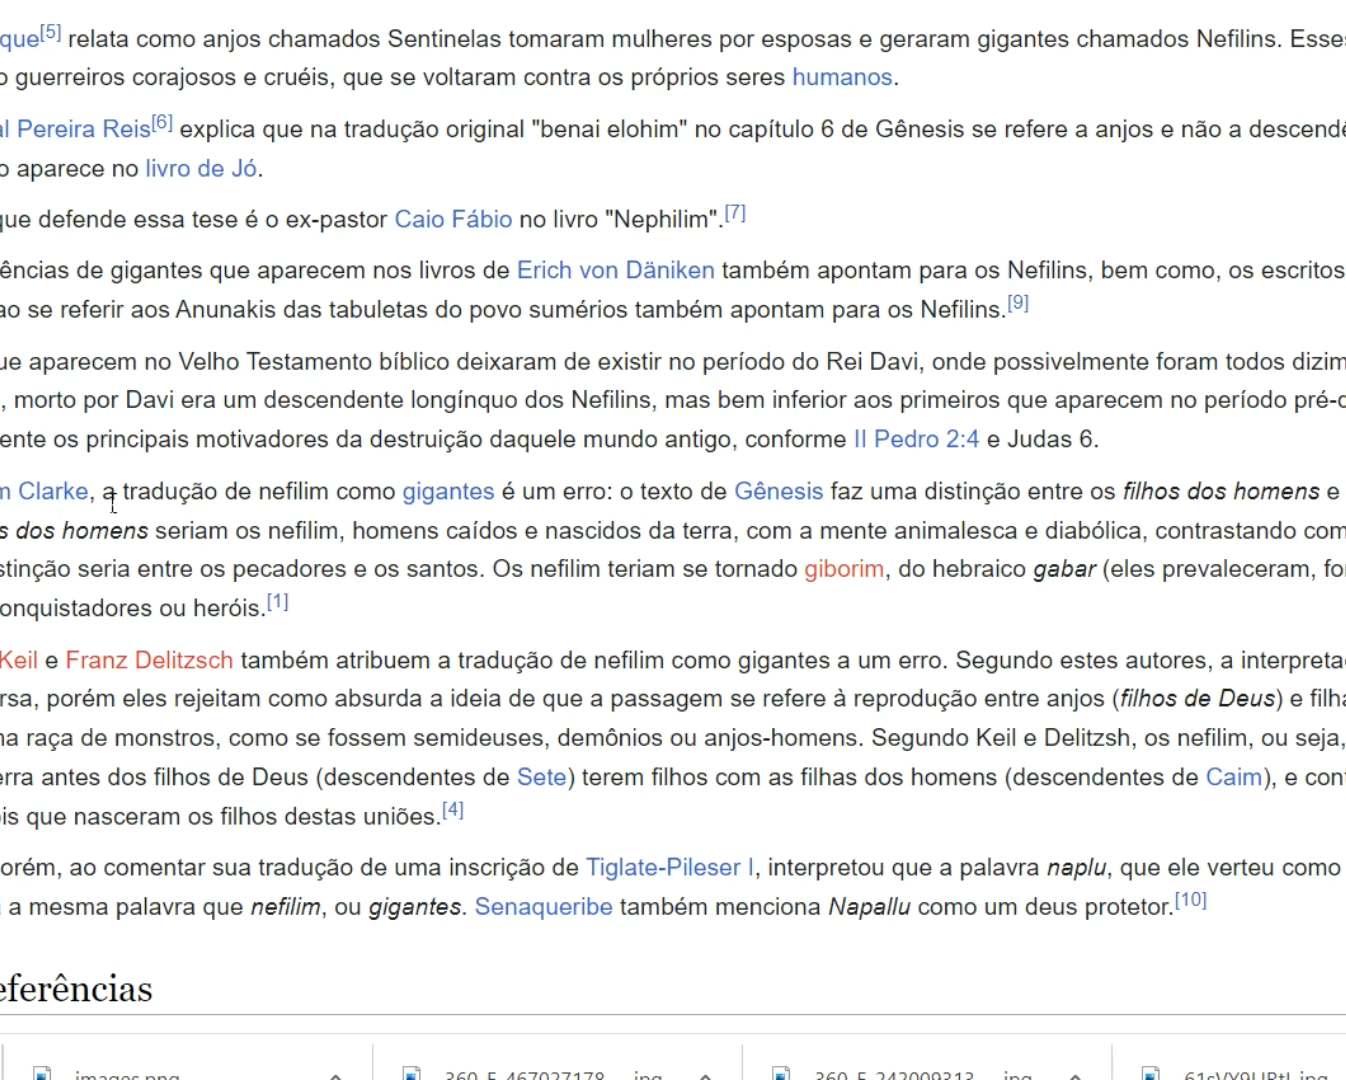 que[5] relata como anjos chamados Sentinelas tomaram mulheres por esposas e geraram gigantes chamados Nefilins. Esse
o guerreiros corajosos e cruéis, que se voltaram contra os próprios seres humanos.
al Pereira Reis[6] explica que na tradução original "benai elohim" no capítulo 6 de Gênesis se refere a anjos e não a descend
o aparece no livro de Jó.
que defende essa tese é o ex-pastor Caio Fábio no livro "Nephilim".[7]
ências de gigantes que aparecem nos livros de Erich von Däniken também apontam para os Nefilins, bem como, os escritos
ao se referir aos Anunakis das tabuletas do povo sumérios também apontam para os Nefilins.[9]
ue aparecem no Velho Testamento bíblico deixaram de existir no período do Rei Davi, onde possivelmente foram todos dizim
, morto por Davi era um descendente longínquo dos Nefilins, mas bem inferior aos primeiros que aparecem no período pré-
ente os principais motivadores da destruição daquele mundo antigo, conforme II Pedro 2:4 e Judas 6.
m Clarke, a tradução de nefilim como gigantes é um erro: o texto de Gênesis faz uma distinção entre os filhos dos homens e
s dos homens seriam os nefilim, homens caídos e nascidos da terra, com a mente animalesca e diabólica, contrastando com
stinção seria entre os pecadores e os santos. Os nefilim teriam se tornado giborim, do hebraico gabar (eles prevaleceram, fo
onquistadores ou heróis.[1]
Keil e Franz Delitzsch também atribuem a tradução de nefilim como gigantes a um erro. Segundo estes autores, a interpreta
rsa, porém eles rejeitam como absurda a ideia de que a passagem se refere à reprodução entre anjos (filhos de Deus) e filh
na raça de monstros, como se fossem semideuses, demônios ou anjos-homens. Segundo Keil e Delitzsh, os nefilim, ou seja,
erra antes dos filhos de Deus (descendentes de Sete) terem filhos com as filhas dos homens (descendentes de Caim), e con
is que nasceram os filhos destas uniões.[4]
orém, ao comentar sua tradução de uma inscrição de Tiglate-Pileser I, interpretou que a palavra naplu, que ele verteu como
a mesma palavra que nefilim, ou gigantes. Senaqueribe também menciona Napallu como um deus protetor.[10]
eferências
images.png 360_F_467027178_....jpg 360_F_242009313_....jpg